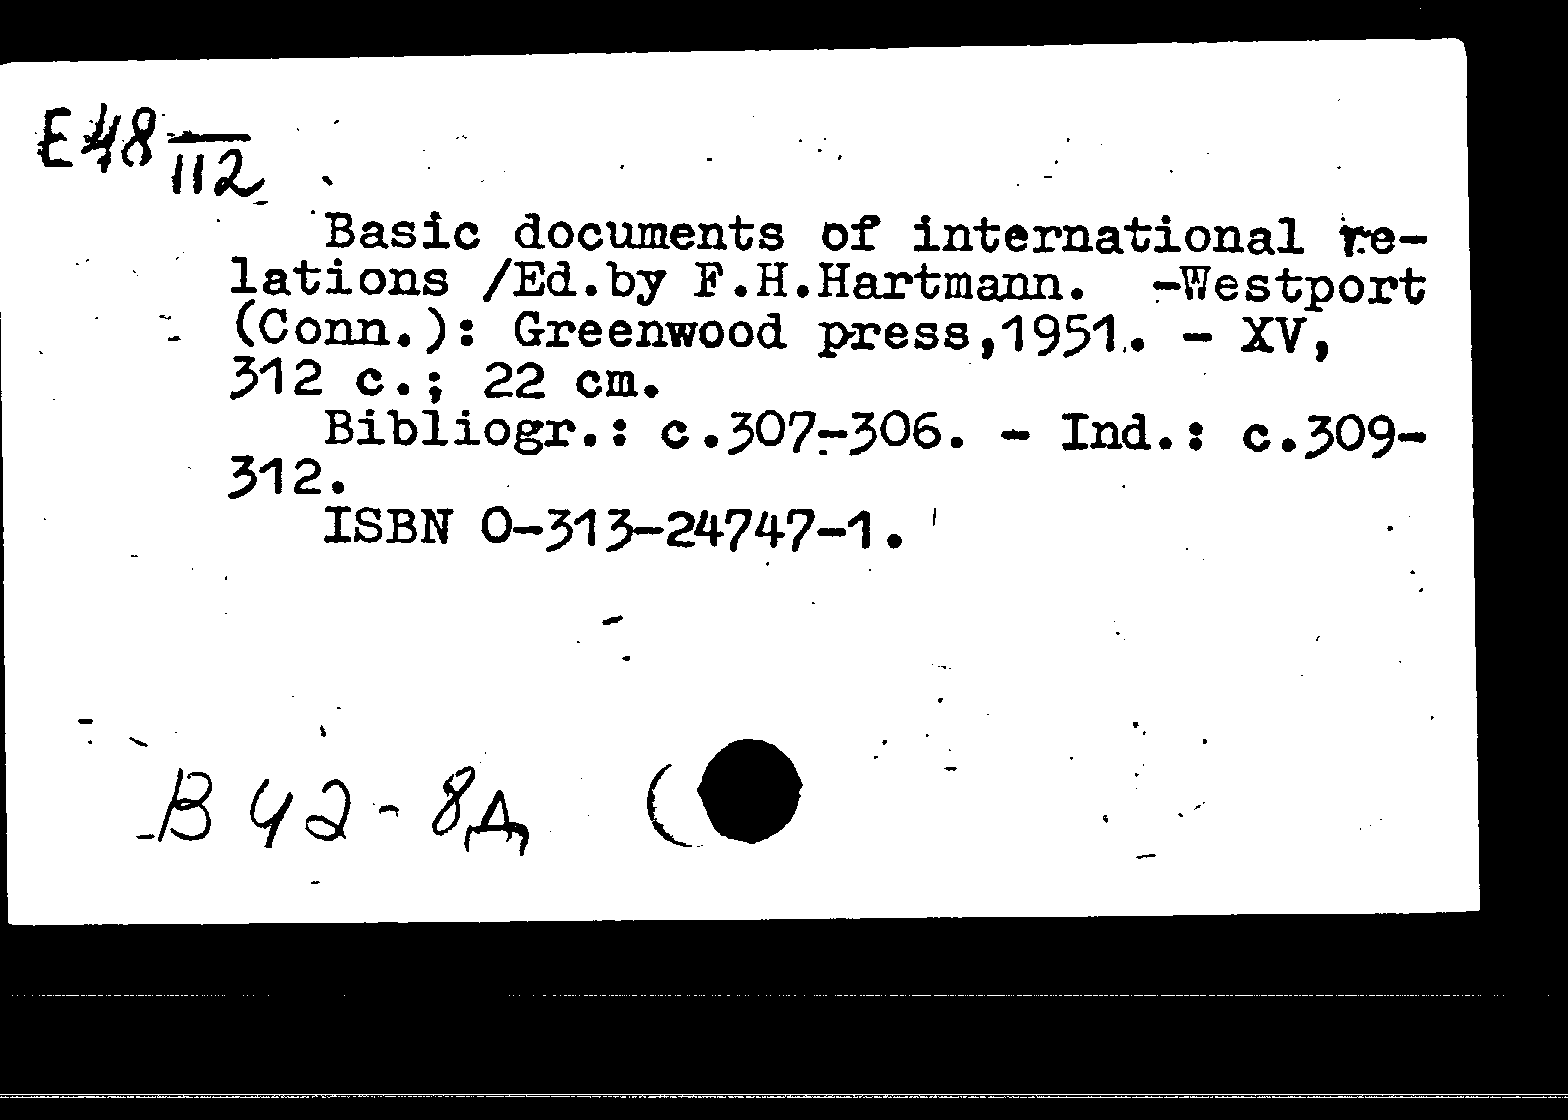 E48
112
Basic documents of international re-
lations /Ed.by F.H.Hartmann. -Westport
(Conn.): Greenwood press,1951. - XV,
312 c.; 22 cm.
Bibliogr.: c.307-306. - Ind.: c.309-
312.
ISBN 0-313-24747-1.
В 42 - 8Д